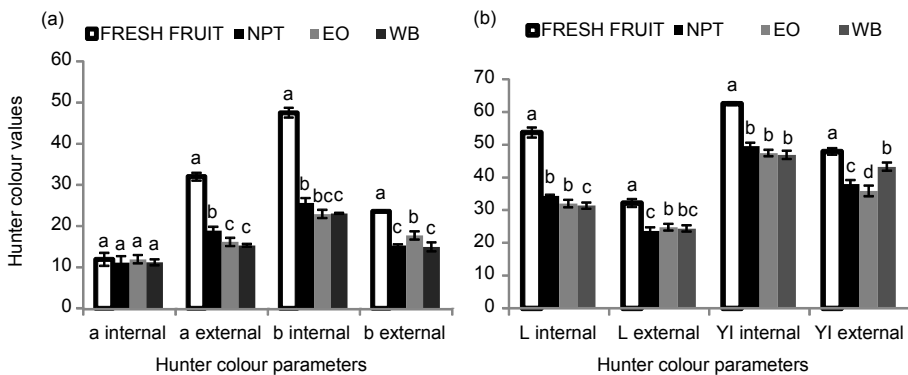 (a)
FRESH FRUIT NPT EO WB
Hunter colour values
60
50
40
30
20
10
0
a a a a
a b c c
a b bc c
a c b c
a internal a external b internal b external
Hunter colour parameters
(b)
FRESH FRUIT NPT EO WB
70
60
50
40
30
20
10
0
a b b c
a c b bc
a b b b
a c d b
L internal L external YI internal YI external
Hunter colour parameters